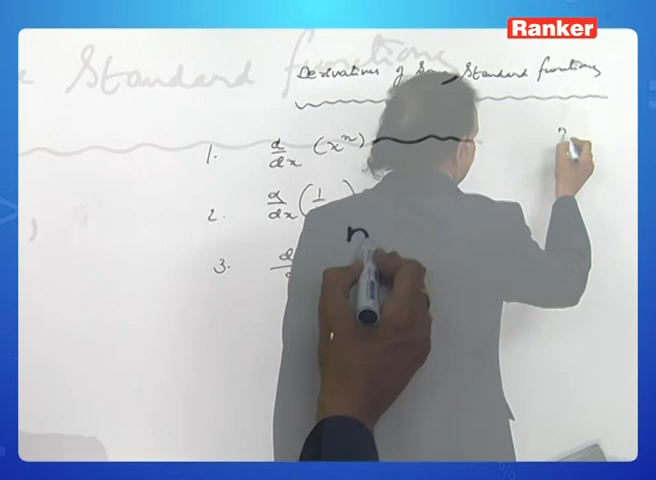 Ranker
Derivatives of Some Standard functions
Standard functions
1. d/dx (x^n) n
2. d/dx (1
3. d
n